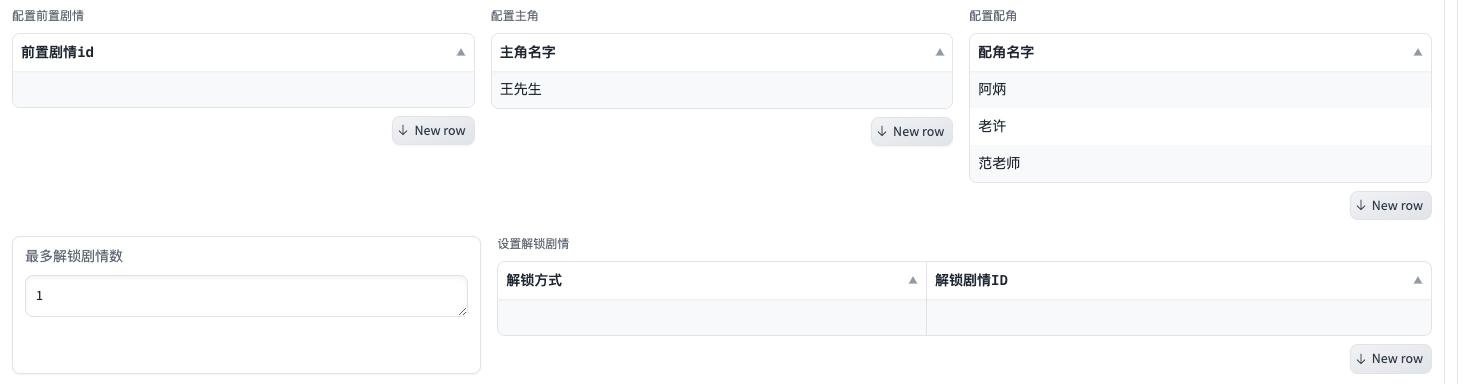 配置前置剧情
配置主角
配置配角
前置剧情id
主角名字
配角名字
王先生
阿炳
老许
范老师
↓ New row
↓ New row
↓ New row
最多解锁剧情数
1
设置解锁剧情
解锁方式
解锁剧情ID
↓ New row